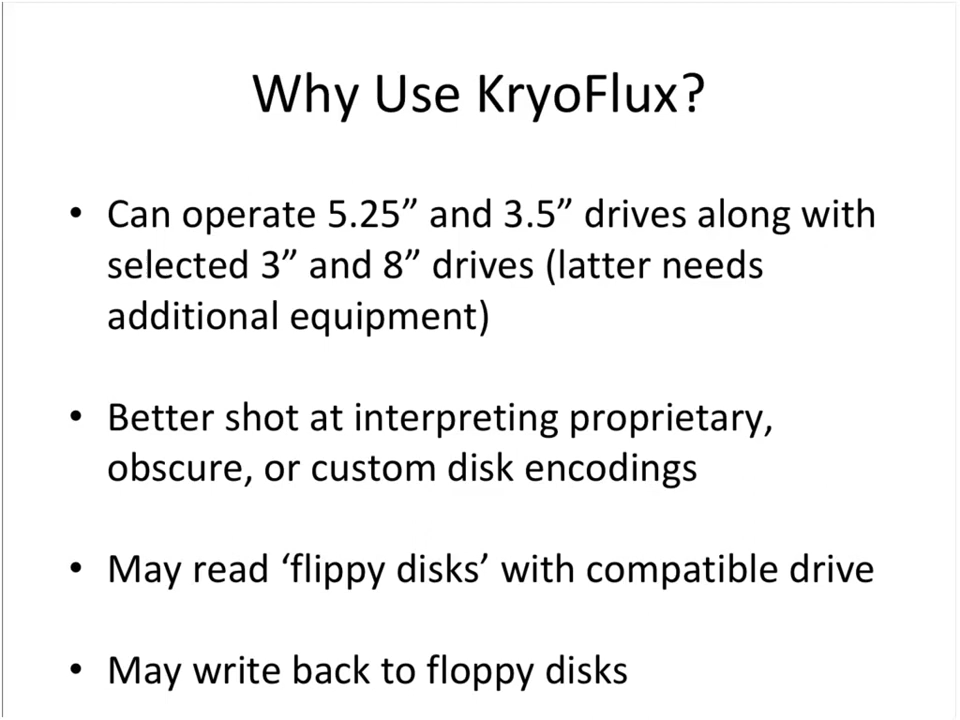 Why Use KryoFlux?
• Can operate 5.25” and 3.5” drives along with
selected 3” and 8” drives (latter needs
additional equipment)
• Better shot at interpreting proprietary,
obscure, or custom disk encodings
• May read ‘flippy disks’ with compatible drive
• May write back to floppy disks